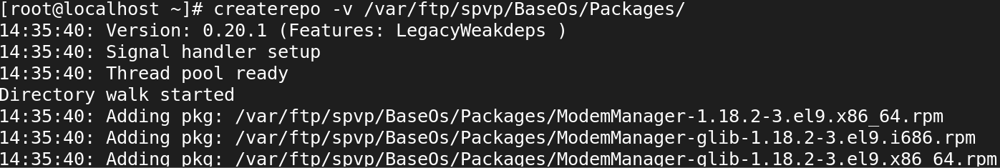 [root@localhost ~]# createrepo -v /var/ftp/spvp/BaseOs/Packages/
14:35:40: Version: 0.20.1 (Features: LegacyWeakdeps )
14:35:40: Signal handler setup
14:35:40: Thread pool ready
Directory walk started
14:35:40: Adding pkg: /var/ftp/spvp/BaseOs/Packages/ModemManager-1.18.2-3.el9.x86_64.rpm
14:35:40: Adding pkg: /var/ftp/spvp/BaseOs/Packages/ModemManager-glib-1.18.2-3.el9.i686.rpm
14:35:40: Adding pkg: /var/ftp/spvp/BaseOs/Packages/ModemManager-glib-1.18.2-3.el9.x86_64.rpm